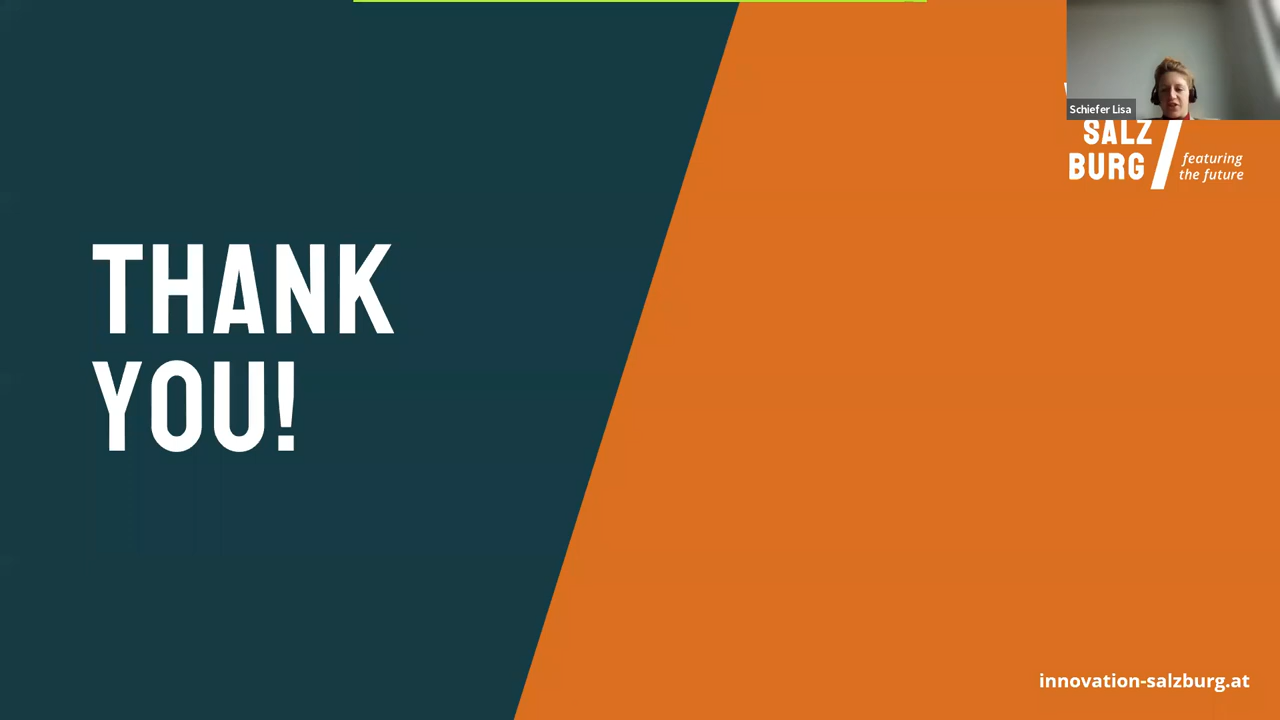 THANK
YOU!
Schiefer Lisa
SALZ
BURG
featuring
the future
innovation-salzburg.at